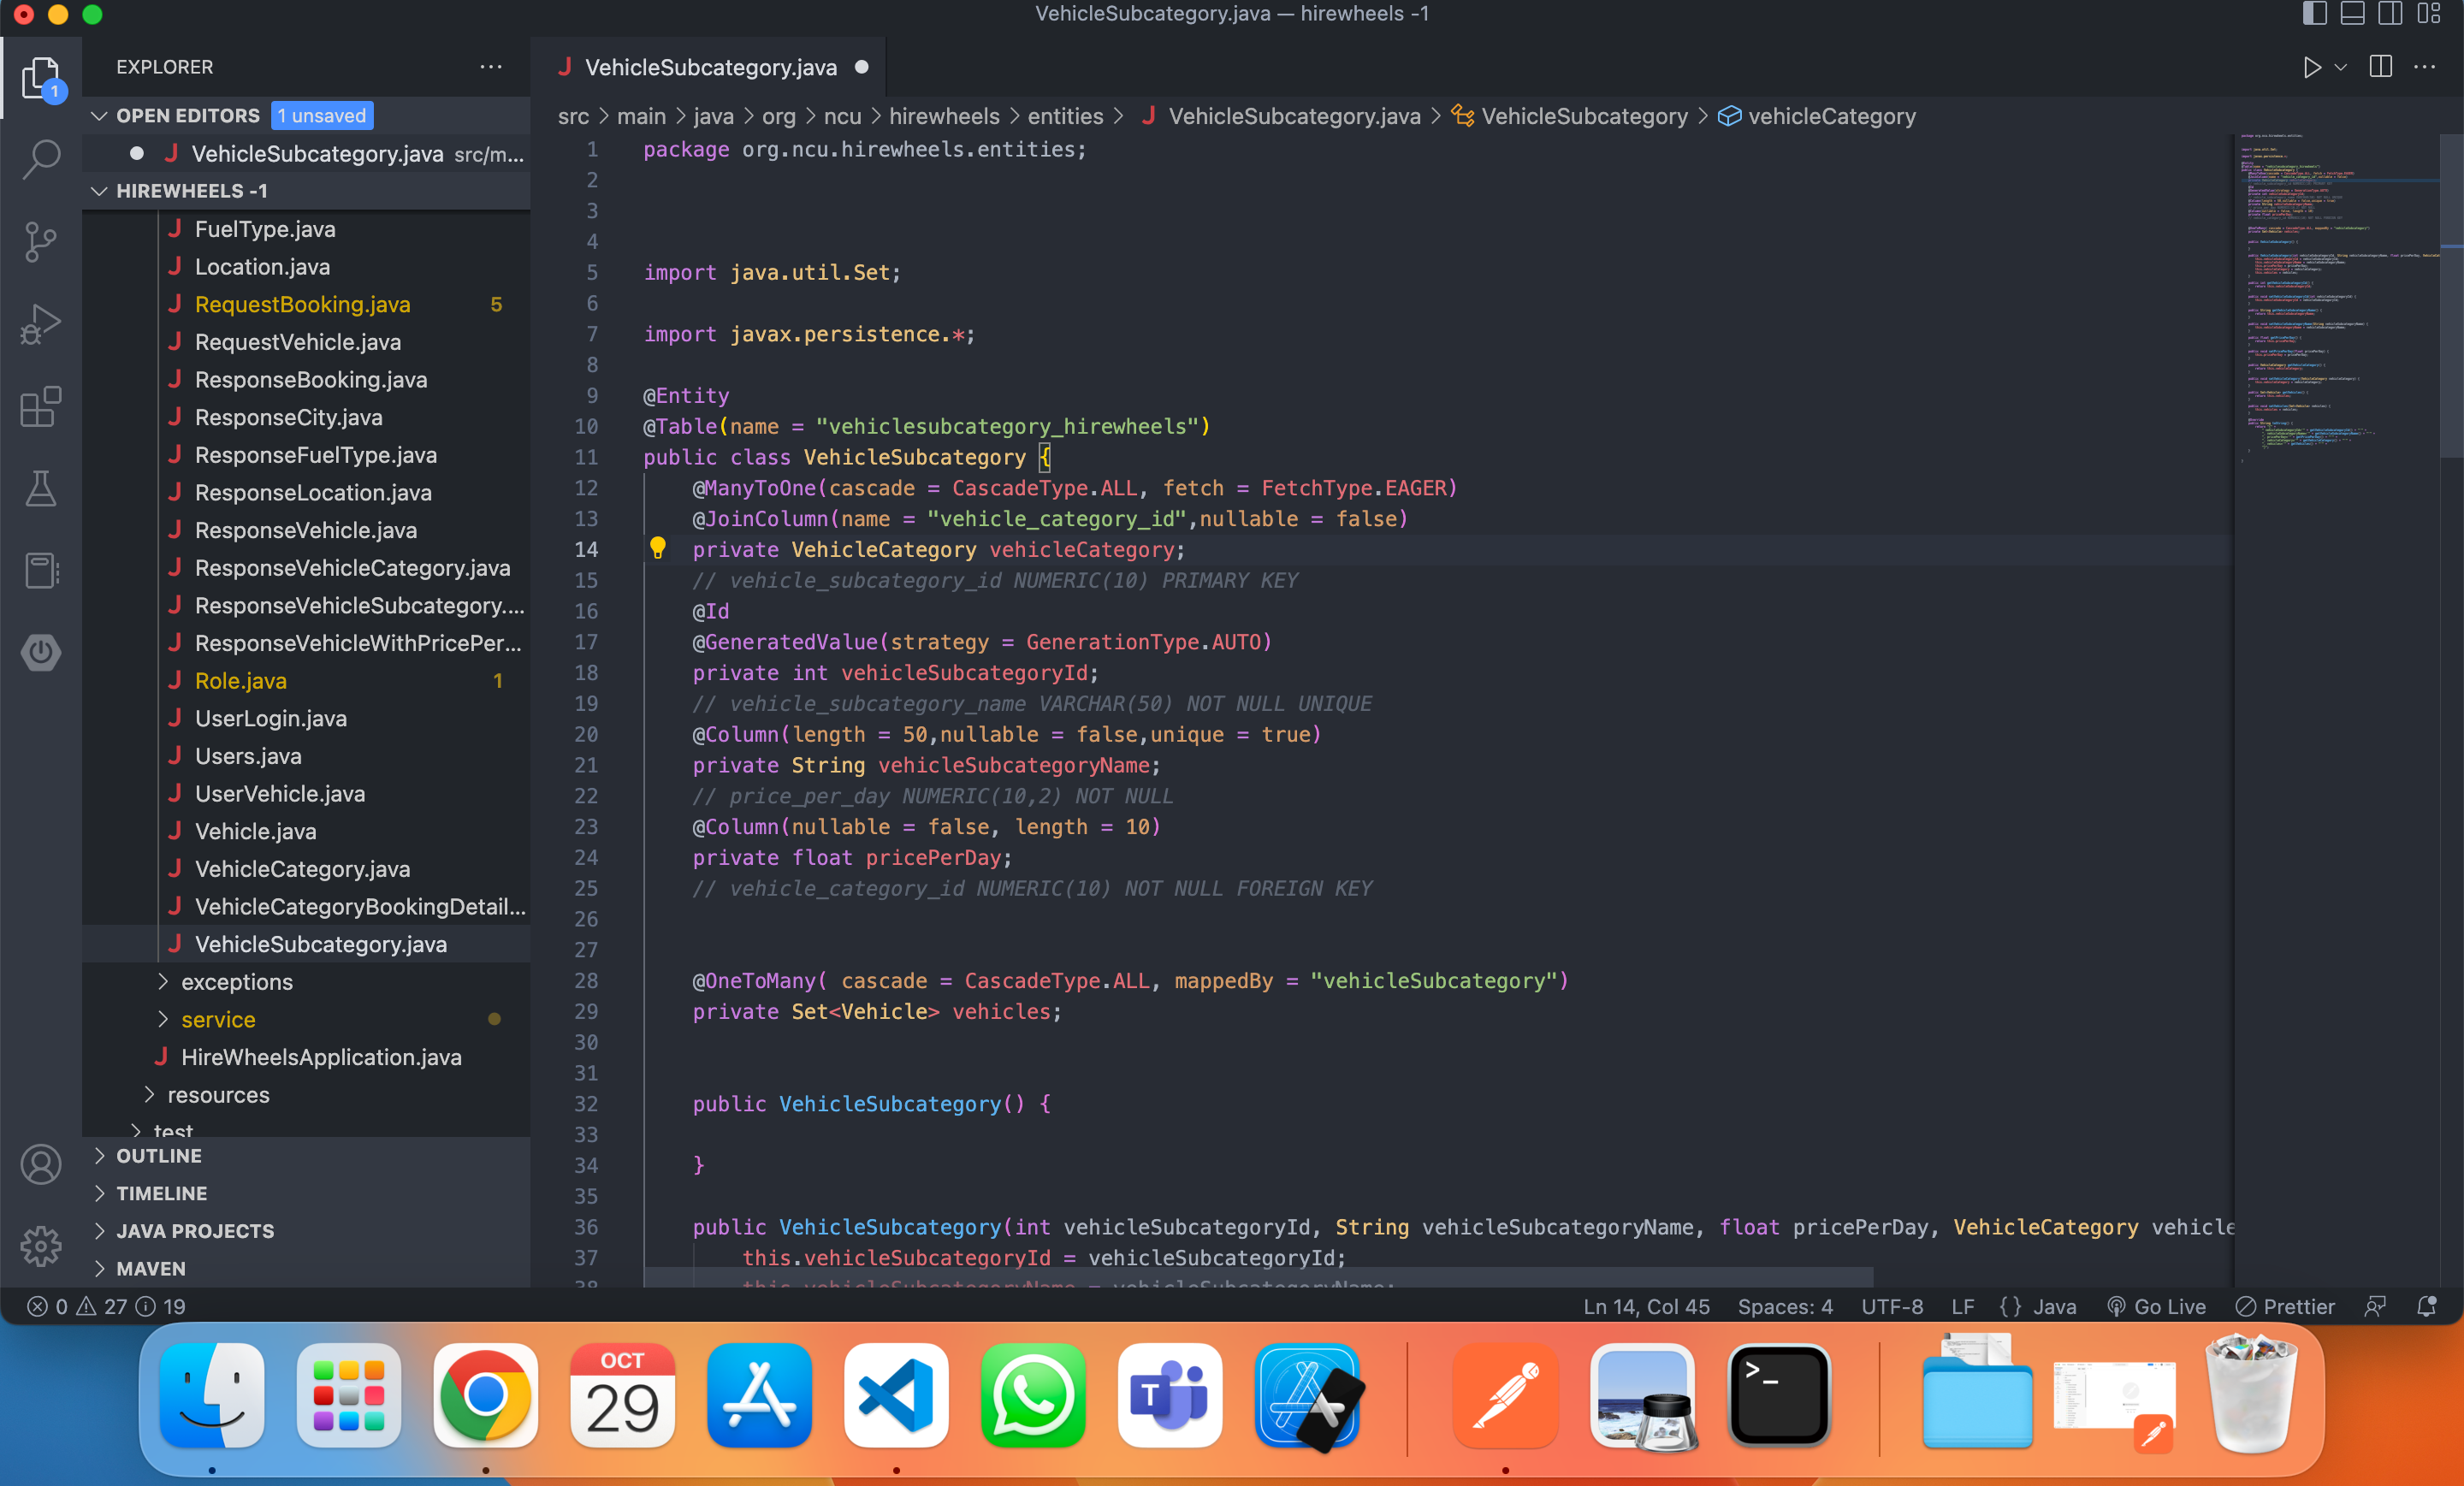 VehicleSubcategory.java — hirewheels -1
EXPLORER
OPEN EDITORS 1 unsaved
VehicleSubcategory.java src/m...
HIREWHEELS -1
FuelType.java
Location.java
RequestBooking.java 5
RequestVehicle.java
ResponseBooking.java
ResponseCity.java
ResponseFuelType.java
ResponseLocation.java
ResponseVehicle.java
ResponseVehicleCategory.java
ResponseVehicleSubcategory....
ResponseVehicleWithPricePer...
Role.java 1
UserLogin.java
Users.java
UserVehicle.java
Vehicle.java
VehicleCategory.java
VehicleCategoryBookingDetail...
VehicleSubcategory.java
exceptions
service
HireWheelsApplication.java
resources
test
OUTLINE
TIMELINE
JAVA PROJECTS
MAVEN
1
VehicleSubcategory.java
src > main > java > org > ncu > hirewheels > entities > VehicleSubcategory.java > VehicleSubcategory > vehicleCategory
1 package org.ncu.hirewheels.entities;
2
3
4
5 import java.util.Set;
6
7 import javax.persistence.*;
8
9 @Entity
10 @Table(name = "vehiclesubcategory_hirewheels")
11 public class VehicleSubcategory {
12 @ManyToOne(cascade = CascadeType.ALL, fetch = FetchType.EAGER)
13 @JoinColumn(name = "vehicle_category_id",nullable = false)
14 private VehicleCategory vehicleCategory;
15 // vehicle_subcategory_id NUMERIC(10) PRIMARY KEY
16 @Id
17 @GeneratedValue(strategy = GenerationType.AUTO)
18 private int vehicleSubcategoryId;
19 // vehicle_subcategory_name VARCHAR(50) NOT NULL UNIQUE
20 @Column(length = 50,nullable = false,unique = true)
21 private String vehicleSubcategoryName;
22 // price_per_day NUMERIC(10,2) NOT NULL
23 @Column(nullable = false, length = 10)
24 private float pricePerDay;
25 // vehicle_category_id NUMERIC(10) NOT NULL FOREIGN KEY
26
27
28 @OneToMany( cascade = CascadeType.ALL, mappedBy = "vehicleSubcategory")
29 private Set<Vehicle> vehicles;
30
31
32 public VehicleSubcategory() {
33
34 }
35
36 public VehicleSubcategory(int vehicleSubcategoryId, String vehicleSubcategoryName, float pricePerDay, VehicleCategory vehicle
37 this.vehicleSubcategoryId = vehicleSubcategoryId;
38 this.vehicleSubcategoryName = vehicleSubcategoryName;
0 27 19
Ln 14, Col 45 Spaces: 4 UTF-8 LF {} Java Go Live Prettier
OCT
29
T
>_